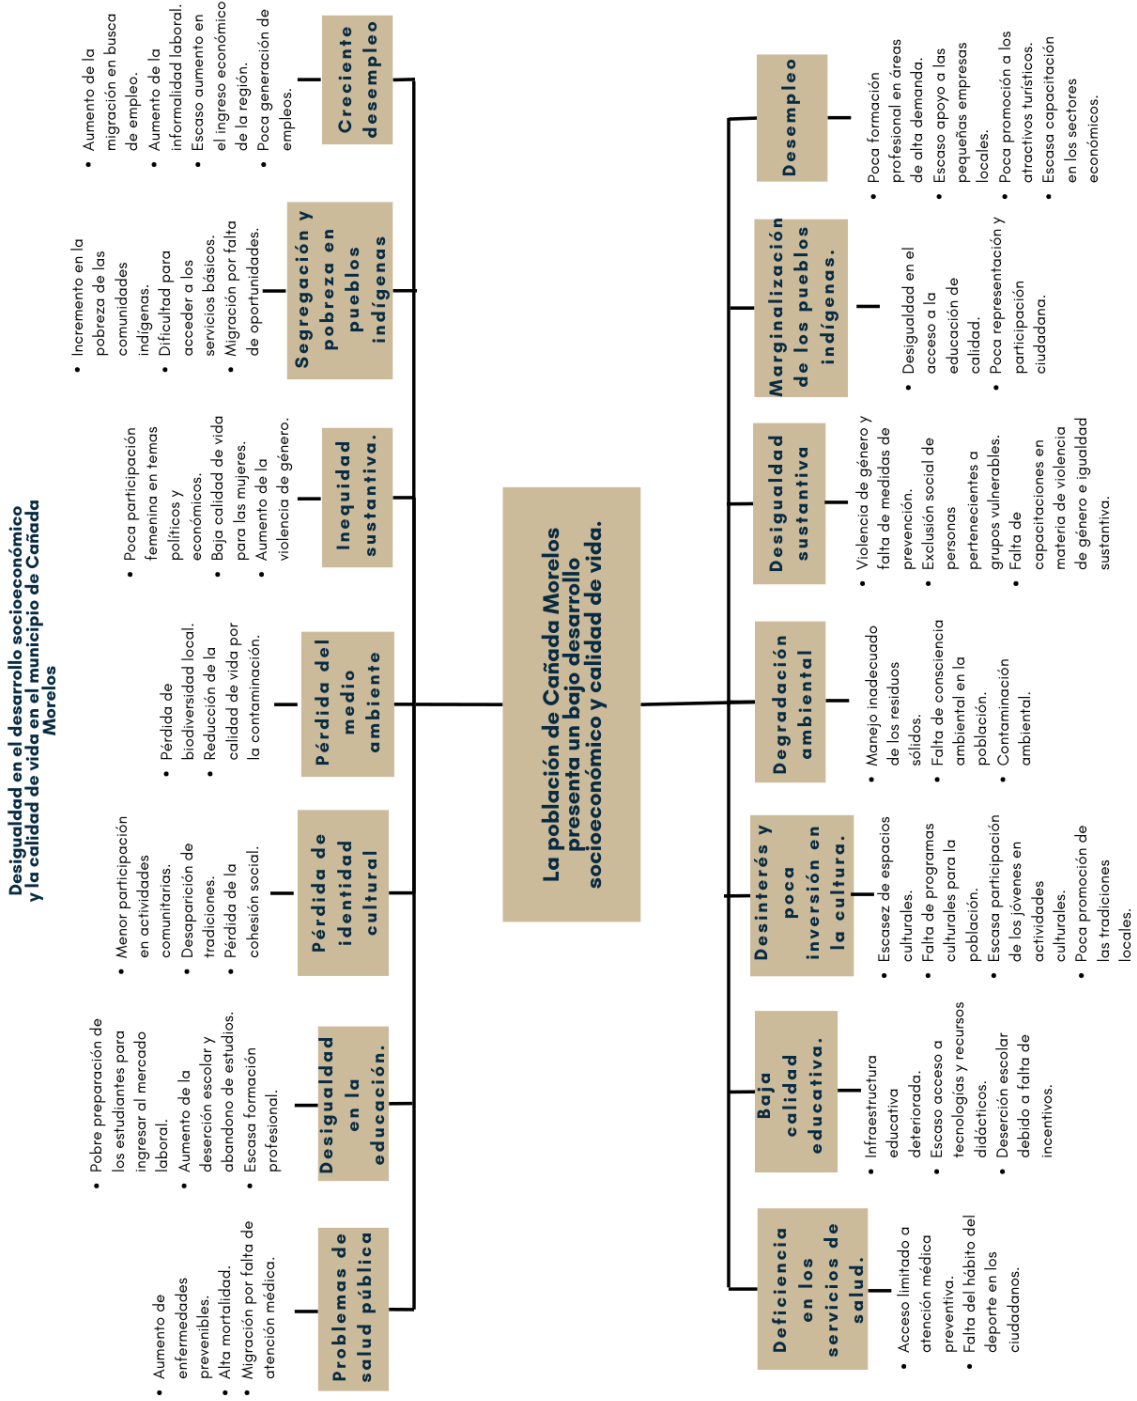 Desigualdad en el desarrollo socioeconómico
y la calidad de vida en el municipio de Cañada
Morelos
• Aumento de
enfermedades
prevenibles.
• Alta mortalidad.
• Migración por falta de
atención médica.
Problemas de
salud pública
• Pobre preparación de
los estudiantes para
ingresar al mercado
laboral.
• Aumento de la
deserción escolar y
abandono de estudios.
• Escasa formación
profesional.
Desigualdad
en la
educación.
• Menor participación
en actividades
comunitarias.
• Desaparición de
tradiciones.
• Pérdida de la
cohesión social.
Pérdida de
identidad
cultural
• Pérdida de
biodiversidad local.
• Reducción de la
calidad de vida por
la contaminación.
Pérdida del
medio
ambiente
• Poca participación
femenina en temas
políticos y
económicos.
• Baja calidad de vida
para las mujeres.
• Aumento de la
violencia de género.
Inequidad
sustantiva.
• Incremento en la
pobreza de las
comunidades
indígenas.
• Dificultad para
acceder a los
servicios básicos.
• Migración por falta
de oportunidades.
Segregación y
pobreza en
pueblos
indígenas
• Aumento de la
migración en busca
de empleo.
• Aumento de la
informalidad laboral.
• Escaso aumento en
el ingreso económico
de la región.
• Poca generación de
empleos.
Creciente
desempleo
La población de Cañada Morelos
presenta un bajo desarrollo
socioeconómico y calidad de vida.
Deficiencia
en los
servicios de
salud.
• Acceso limitado a
atención médica
preventiva.
• Falta del hábito del
deporte en los
ciudadanos.
Baja
calidad
educativa.
• Infraestructura
educativa
deteriorada.
• Escaso acceso a
tecnologías y recursos
didácticos.
• Deserción escolar
debido a falta de
incentivos.
Desinterés y
poca
inversión en
la cultura.
• Escasez de espacios
culturales.
• Falta de programas
culturales para la
población.
• Escasa participación
de los jóvenes en
actividades
culturales.
• Poca promoción de
las tradiciones
locales.
Degradación
ambiental
• Manejo inadecuado
de los residuos
sólidos.
• Falta de consciencia
ambiental en la
población.
• Contaminación
ambiental.
Desigualdad
sustantiva
• Violencia de género y
falta de medidas de
prevención.
• Exclusión social de
personas
pertenecientes a
grupos vulnerables.
• Falta de
capacitaciones en
materia de violencia
de género e igualdad
sustantiva.
Marginalización
de los pueblos
indígenas.
• Desigualdad en el
acceso a la
educación de
calidad.
• Poca representación y
participación
ciudadana.
Desempleo
• Poca formación
profesional en áreas
de alta demanda.
• Escaso apoyo a las
pequeñas empresas
locales.
• Poca promoción a los
atractivos turísticos.
• Escasa capacitación
en los sectores
económicos.